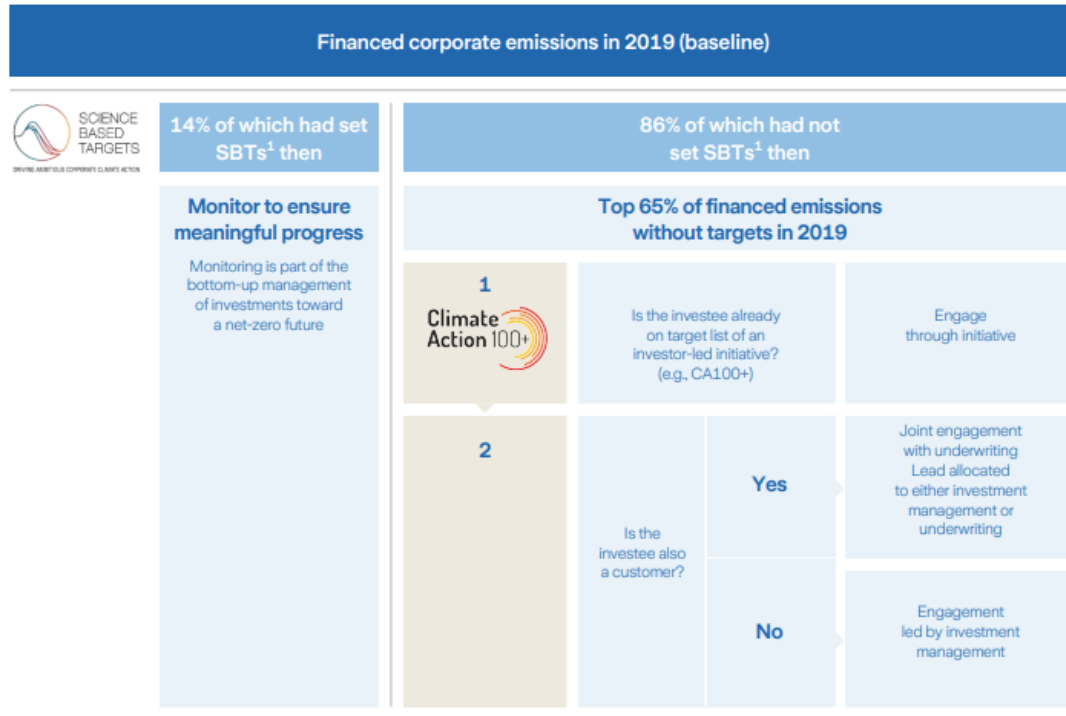 Financed corporate emissions in 2019 (baseline)
SCIENCE
BASED
TARGETS
DRIVING AMBITIOUS CORPORATE CLIMATE ACTION
14% of which had set
SBTs¹ then
86% of which had not
set SBTs¹ then
Monitor to ensure
meaningful progress
Monitoring is part of the
bottom-up management
of investments toward
a net-zero future
Top 65% of financed emissions
without targets in 2019
1
Climate
Action 100+
Is the investee already
on target list of an
investor-led initiative?
(e.g., CA100+)
Engage
through initiative
2
Is the
investee also
a customer?
Yes
Joint engagement
with underwriting
Lead allocated
to either investment
management or
underwriting
No
Engagement
led by investment
management